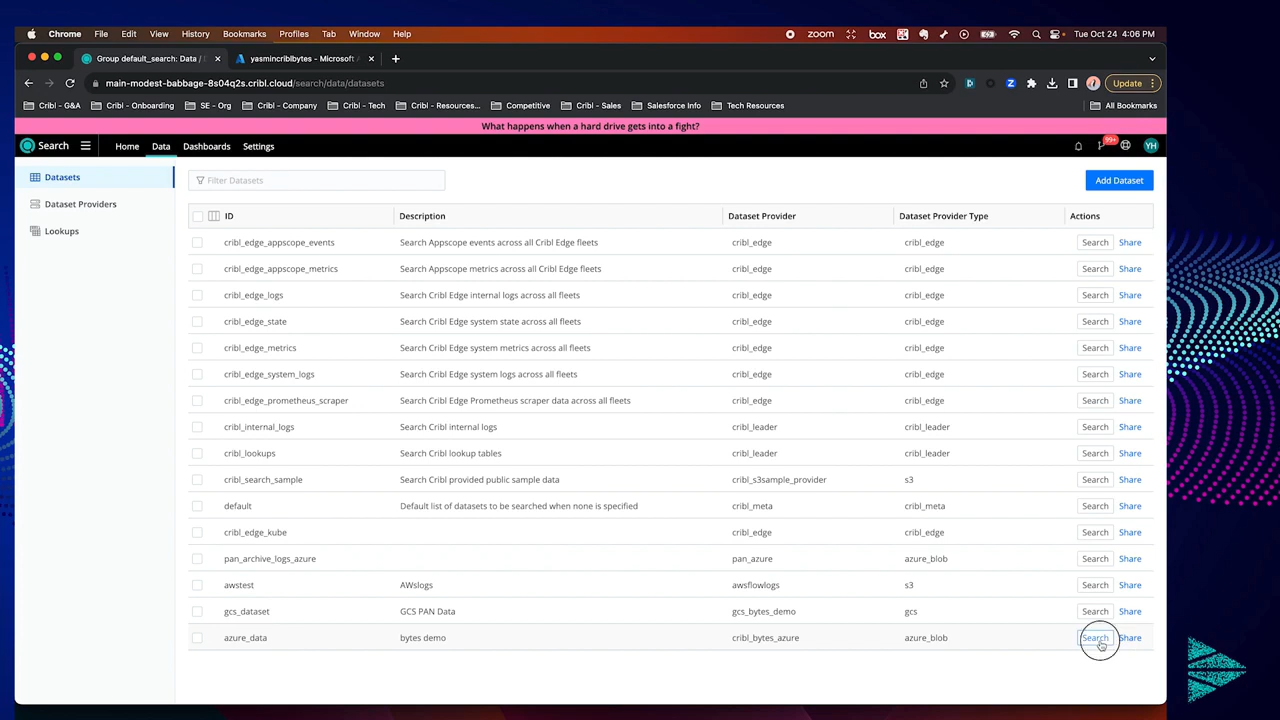 Chrome File Edit View History Bookmarks Profiles Tab Window Help zoom box Tue Oct 24 4:06 PM
Group default_search: Data / D yasmincriblbytes - Microsoft A
main-modest-babbage-8s04q2s.cribl.cloud/search/data/datasets Update
Cribl - G&A Cribl - Onboarding SE - Org Cribl - Company Cribl - Tech Cribl - Resources... Competitive Cribl - Sales Salesforce Info Tech Resources All Bookmarks
What happens when a hard drive gets into a fight?
Search Home Data Dashboards Settings 99+ YH
Datasets
Dataset Providers
Lookups
Filter Datasets Add Dataset
ID Description Dataset Provider Dataset Provider Type Actions
cribl_edge_appscope_events Search Appscope events across all Cribl Edge fleets cribl_edge cribl_edge Search Share
cribl_edge_appscope_metrics Search Appscope metrics across all Cribl Edge fleets cribl_edge cribl_edge Search Share
cribl_edge_logs Search Cribl Edge internal logs across all fleets cribl_edge cribl_edge Search Share
cribl_edge_state Search Cribl Edge system state across all fleets cribl_edge cribl_edge Search Share
cribl_edge_metrics Search Cribl Edge system metrics across all fleets cribl_edge cribl_edge Search Share
cribl_edge_system_logs Search Cribl Edge system logs across all fleets cribl_edge cribl_edge Search Share
cribl_edge_prometheus_scraper Search Cribl Edge Prometheus scraper data across all fleets cribl_edge cribl_edge Search Share
cribl_internal_logs Search Cribl internal logs cribl_leader cribl_leader Search Share
cribl_lookups Search Cribl lookup tables cribl_leader cribl_leader Search Share
cribl_search_sample Search Cribl provided public sample data cribl_s3sample_provider s3 Search Share
default Default list of datasets to be searched when none is specified cribl_meta cribl_meta Search Share
cribl_edge_kube cribl_edge cribl_edge Search Share
pan_archive_logs_azure pan_azure azure_blob Search Share
awstest AWslogs awsflowlogs s3 Search Share
gcs_dataset GCS PAN Data gcs_bytes_demo gcs Search Share
azure_data bytes demo cribl_bytes_azure azure_blob Search Share